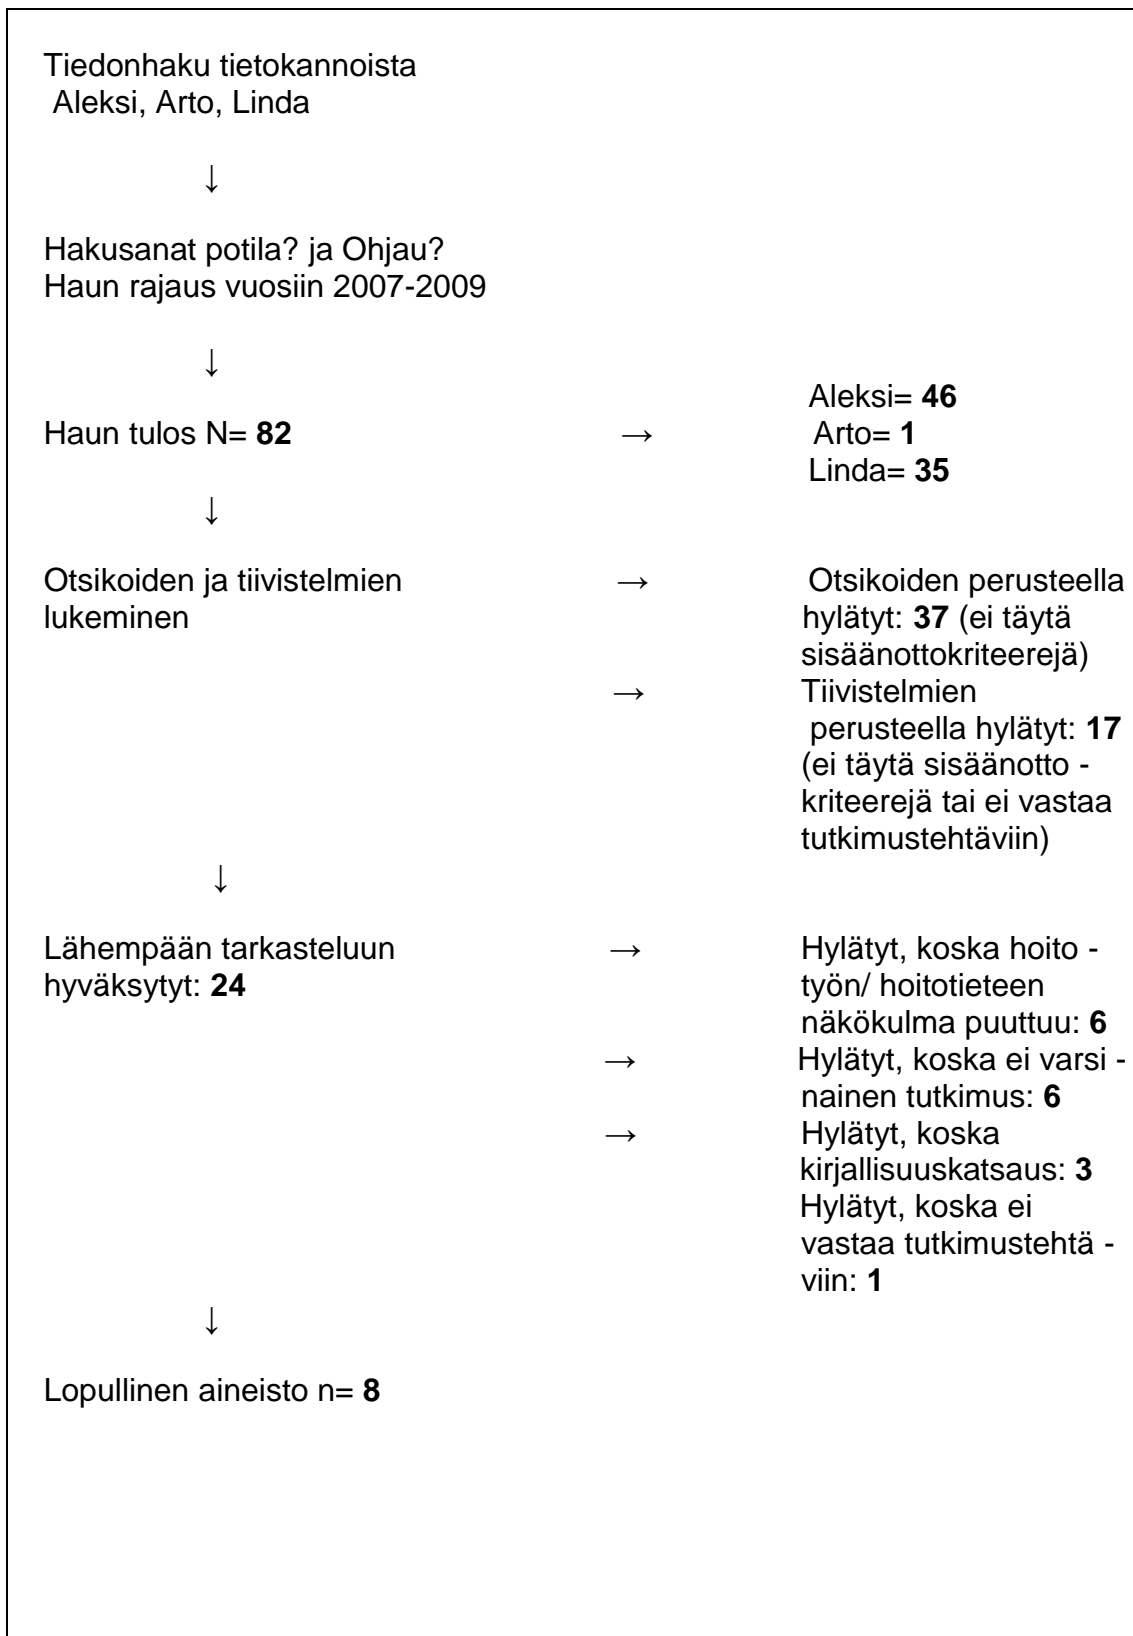 Tiedonhaku tietokannoista
Aleksi, Arto, Linda
↓
Hakusanat potila? ja Ohjau?
Haun rajaus vuosiin 2007-2009
↓
Haun tulos N= 82
→
Aleksi= 46
Arto= 1
Linda= 35
↓
Otsikoiden ja tiivistelmien
lukeminen
→
Otsikoiden perusteella
hylätyt: 37 (ei täytä
sisäänottokriteerejä)
→
Tiivistelmien
perusteella hylätyt: 17
(ei täytä sisäänotto -
kriteerejä tai ei vastaa
tutkimustehtäviin)
↓
Lähempään tarkasteluun
hyväksytyt: 24
→
Hylätyt, koska hoito -
työn/ hoitotieteen
näkökulma puuttuu: 6
→
Hylätyt, koska ei varsi -
nainen tutkimus: 6
→
Hylätyt, koska
kirjallisuuskatsaus: 3
Hylätyt, koska ei
vastaa tutkimustehtä -
viin: 1
↓
Lopullinen aineisto n= 8